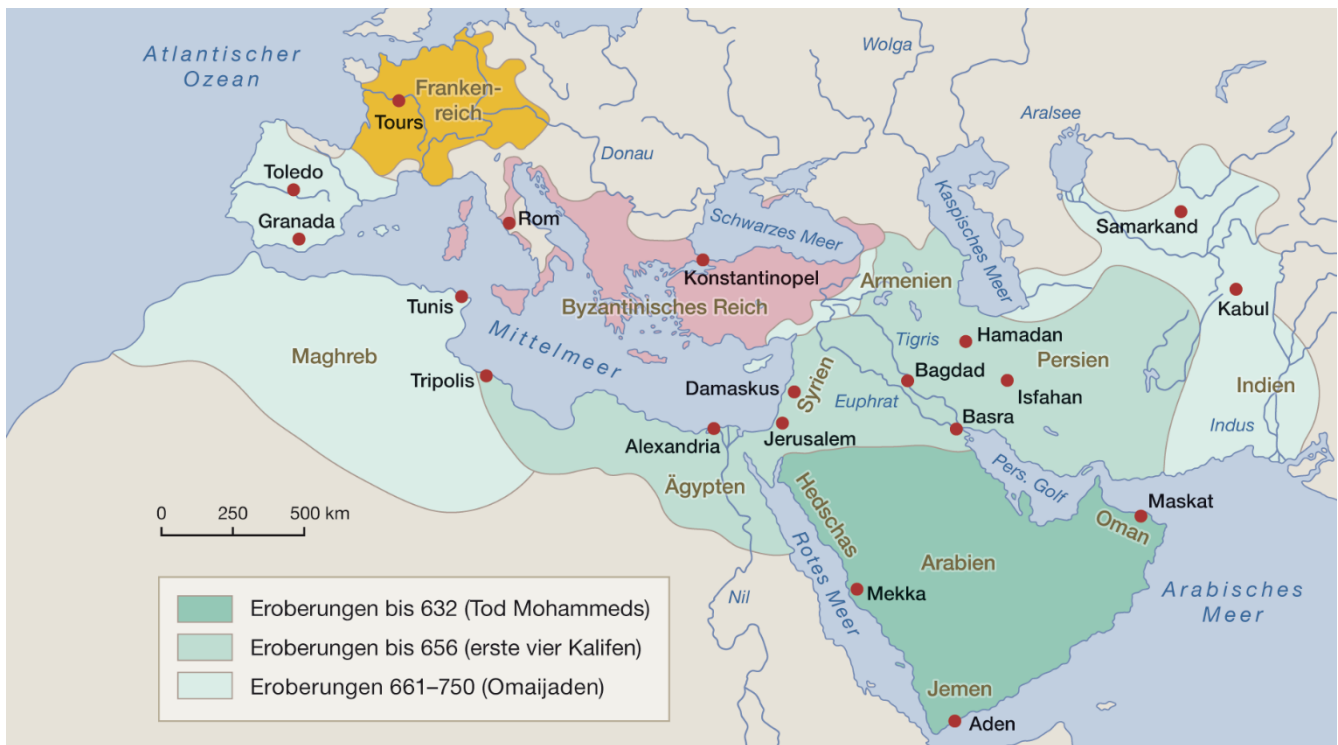 Atlantischer
Ozean
Wolga
Franken-
reich
Tours
Aralsee
Donau
Kaspisches Meer
Toledo
Granada
Rom
Schwarzes Meer
Samarkand
Konstantinopel
Armenien
Byzantinisches Reich
Kabul
Tunis
Mittelmeer
Maghreb
Tigris
Hamadan
Persien
Tripolis
Damaskus
Syrien
Bagdad
Isfahan
Indien
Euphrat
Basra
Indus
Alexandria
Jerusalem
Pers. Golf
Ägypten
Hedschas
Maskat
Oman
0 250 500 km
Arabien
Rotes Meer
Mekka
Arabisches
Meer
Nil
Jemen
Aden
Eroberungen bis 632 (Tod Mohammeds)
Eroberungen bis 656 (erste vier Kalifen)
Eroberungen 661–750 (Omaijaden)